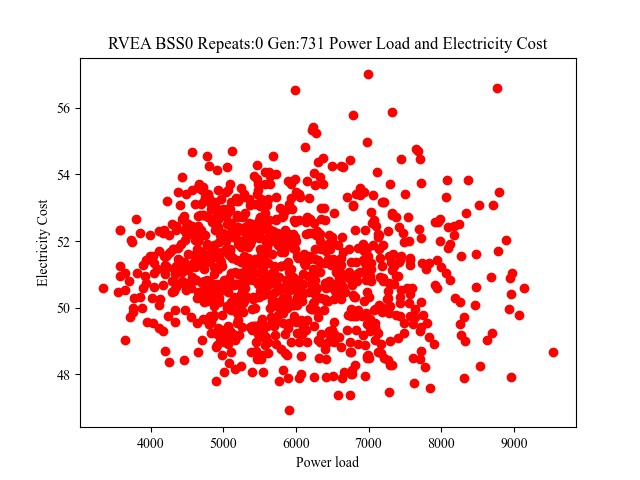 RVEA BSS0 Repeats:0 Gen:731 Power Load and Electricity Cost
56
54
52
50
48
Electricity Cost
4000 5000 6000 7000 8000 9000
Power load